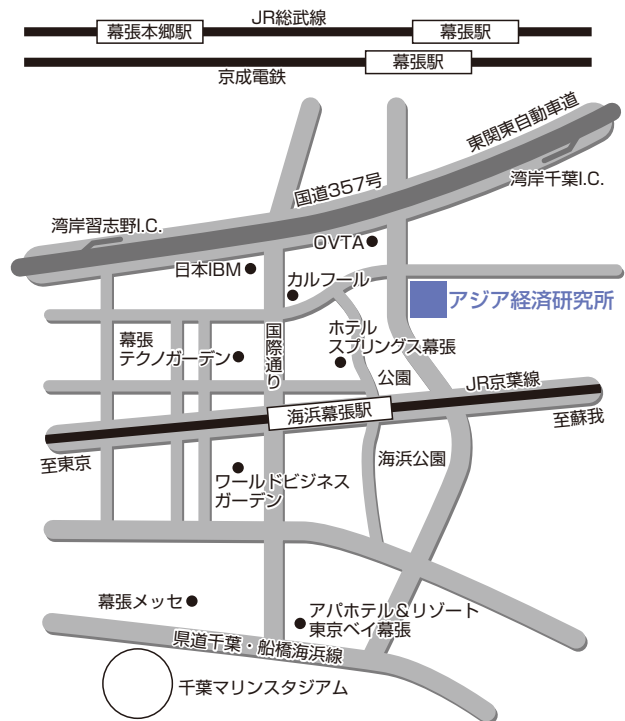 JR総武線
幕張本郷駅
幕張駅
幕張駅
京成電鉄
東関東自動車道
国道357号
湾岸千葉I.C.
湾岸習志野I.C.
OVTA
日本IBM
カルフール
アジア経済研究所
幕張
テクノガーデン
国際通り
ホテル
スプリングス幕張
公園
JR京葉線
海浜幕張駅
至蘇我
至東京
海浜公園
ワールドビジネス
ガーデン
幕張メッセ
アパホテル&リゾート
東京ベイ幕張
県道千葉・船橋海浜線
千葉マリンスタジアム